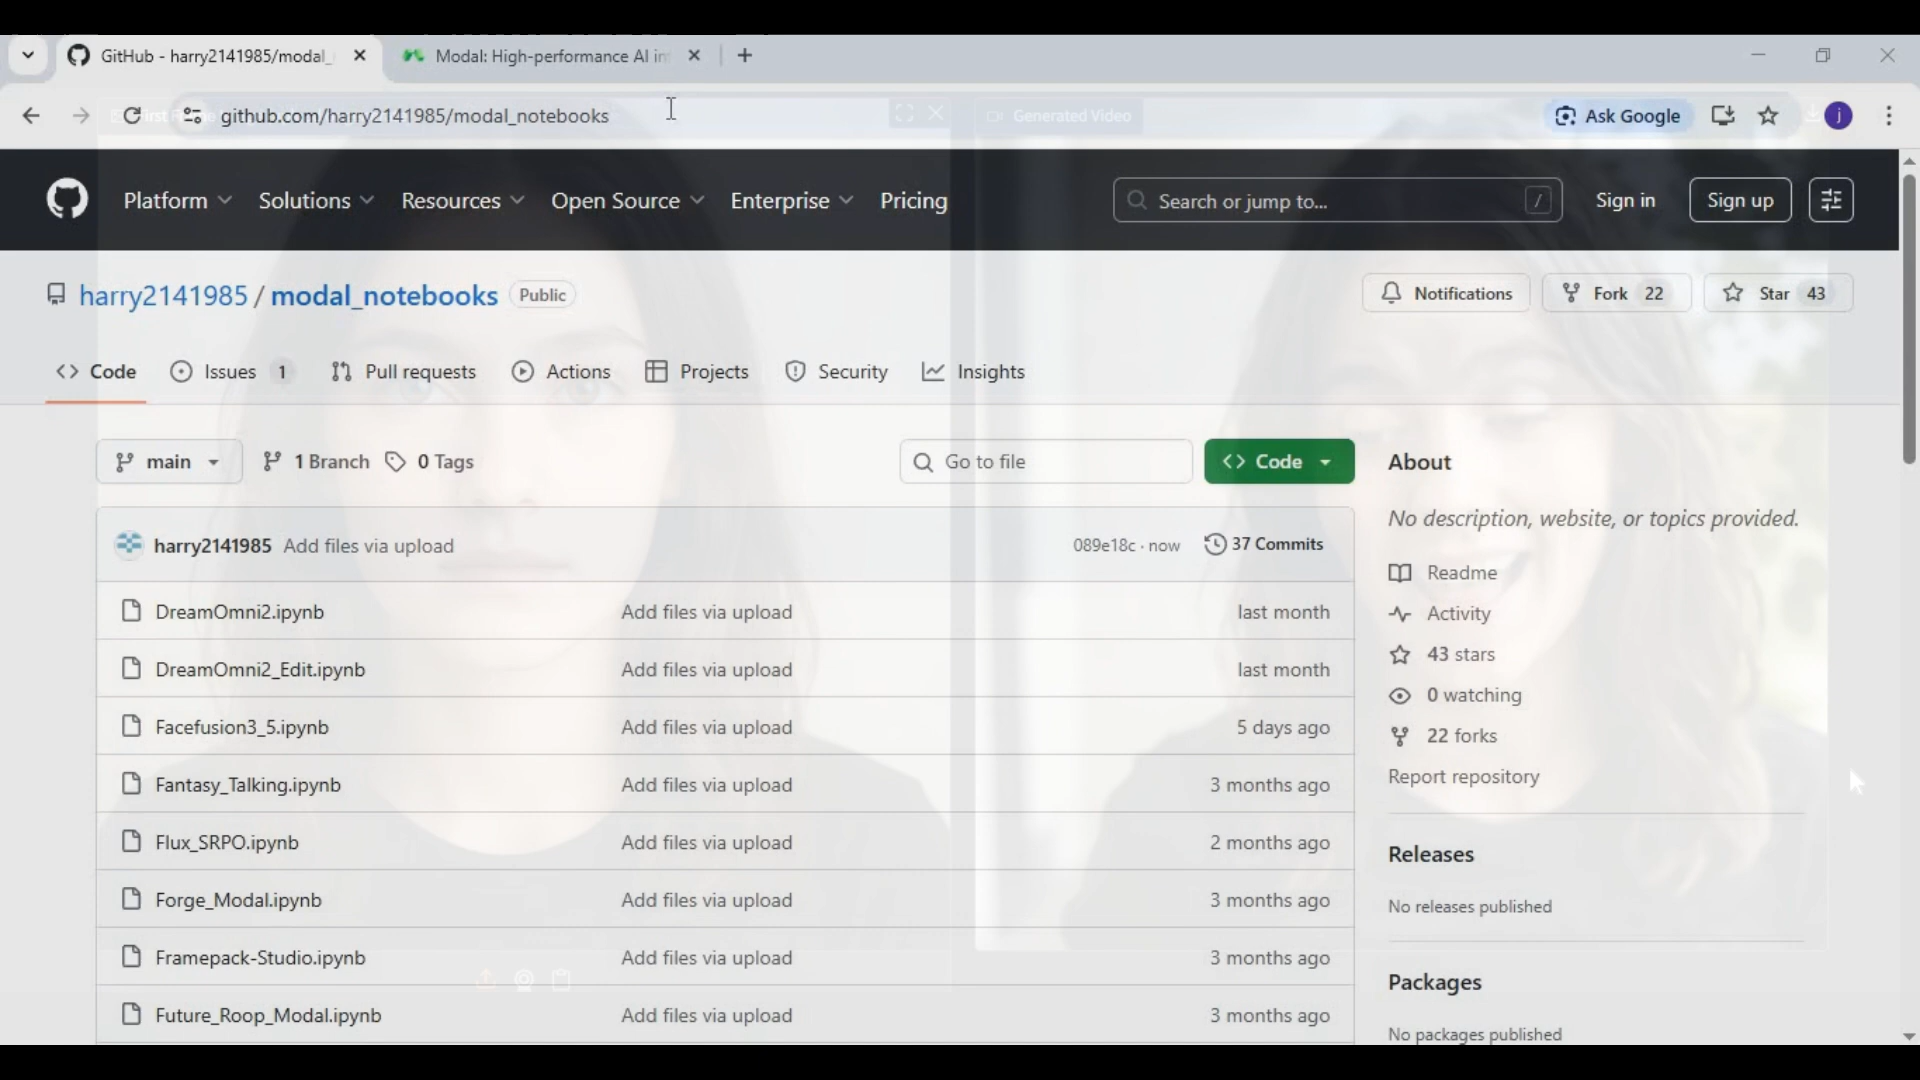 GitHub - harry2141985/modal_
Modal: High-performance AI in
github.com/harry2141985/modal_notebooks
Generated Video
Ask Google
j
Platform
Solutions
Resources
Open Source
Enterprise
Pricing
Search or jump to...
/
Sign in
Sign up
harry2141985 / modal_notebooks
Public
Notifications
Fork 22
Star 43
Code
Issues 1
Pull requests
Actions
Projects
Security
Insights
main
1 Branch
0 Tags
Go to file
Code
About
No description, website, or topics provided.
harry2141985 Add files via upload
089e18c · now
37 Commits
Readme
Activity
43 stars
0 watching
22 forks
Report repository
DreamOmni2.ipynb Add files via upload last month
DreamOmni2_Edit.ipynb Add files via upload last month
Facefusion3_5.ipynb Add files via upload 5 days ago
Fantasy_Talking.ipynb Add files via upload 3 months ago
Flux_SRPO.ipynb Add files via upload 2 months ago
Forge_Modal.ipynb Add files via upload 3 months ago
Framepack-Studio.ipynb Add files via upload 3 months ago
Future_Roop_Modal.ipynb Add files via upload 3 months ago
Releases
No releases published
Packages
No packages published